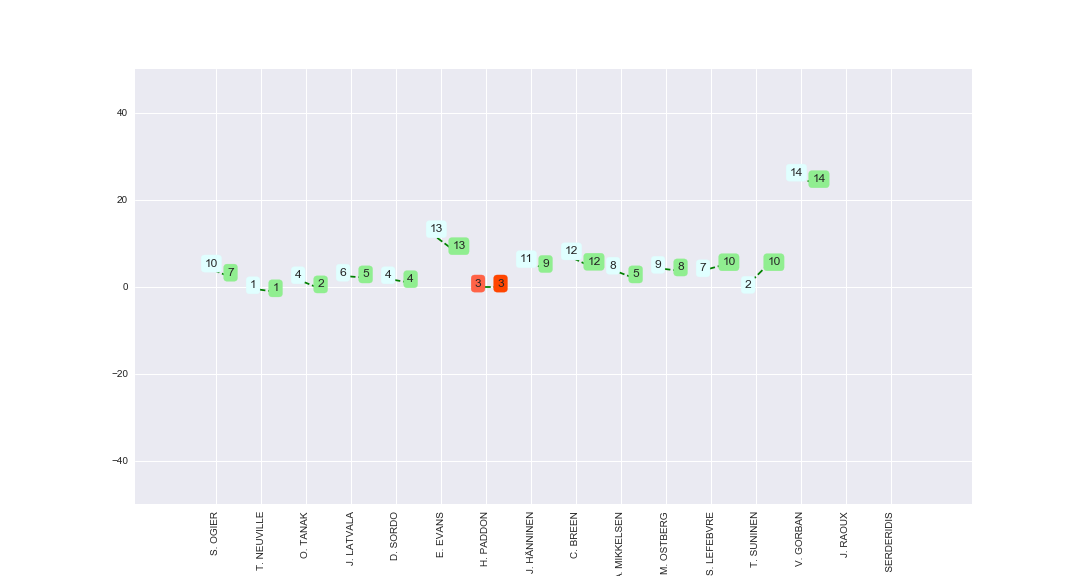 40
20
0
−20
−40
10 7
1 1
4 2
6 5
4 4
13 13
3 3
11 9
12 12
8 5
9 8
7 10
2 10
14 14
S. OGIER
T. NEUVILLE
O. TANAK
J. LATVALA
D. SORDO
E. EVANS
H. PADDON
J. HANNINEN
C. BREEN
A. MIKKELSEN
M. OSTBERG
S. LEFEBVRE
T. SUNINEN
V. GORBAN
J. RAOUX
SERDERIDIS